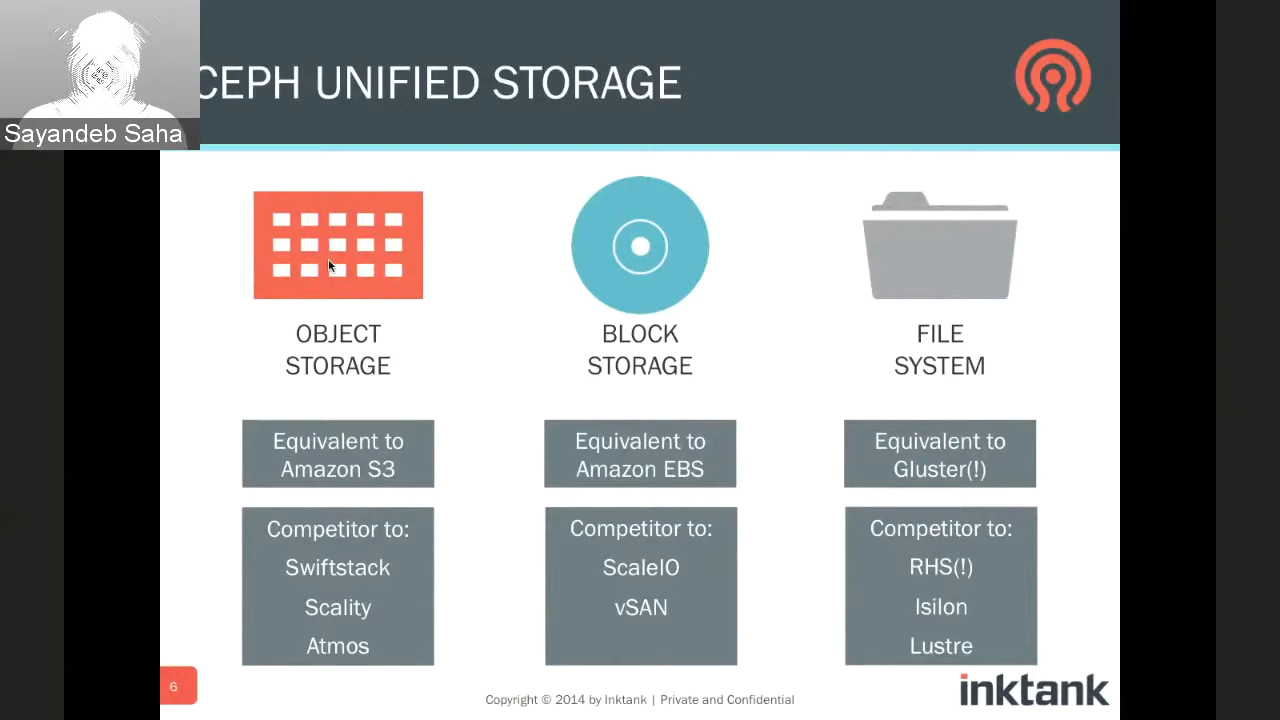 CEPH UNIFIED STORAGE
Sayandeb Saha
OBJECT
STORAGE
BLOCK
STORAGE
FILE
SYSTEM
Equivalent to
Amazon S3
Equivalent to
Amazon EBS
Equivalent to
Gluster(!)
Competitor to:
Swiftstack
Scality
Atmos
Competitor to:
ScaleIO
vSAN
Competitor to:
RHS(!)
Isilon
Lustre
6
Copyright © 2014 by Inktank | Private and Confidential
inktank